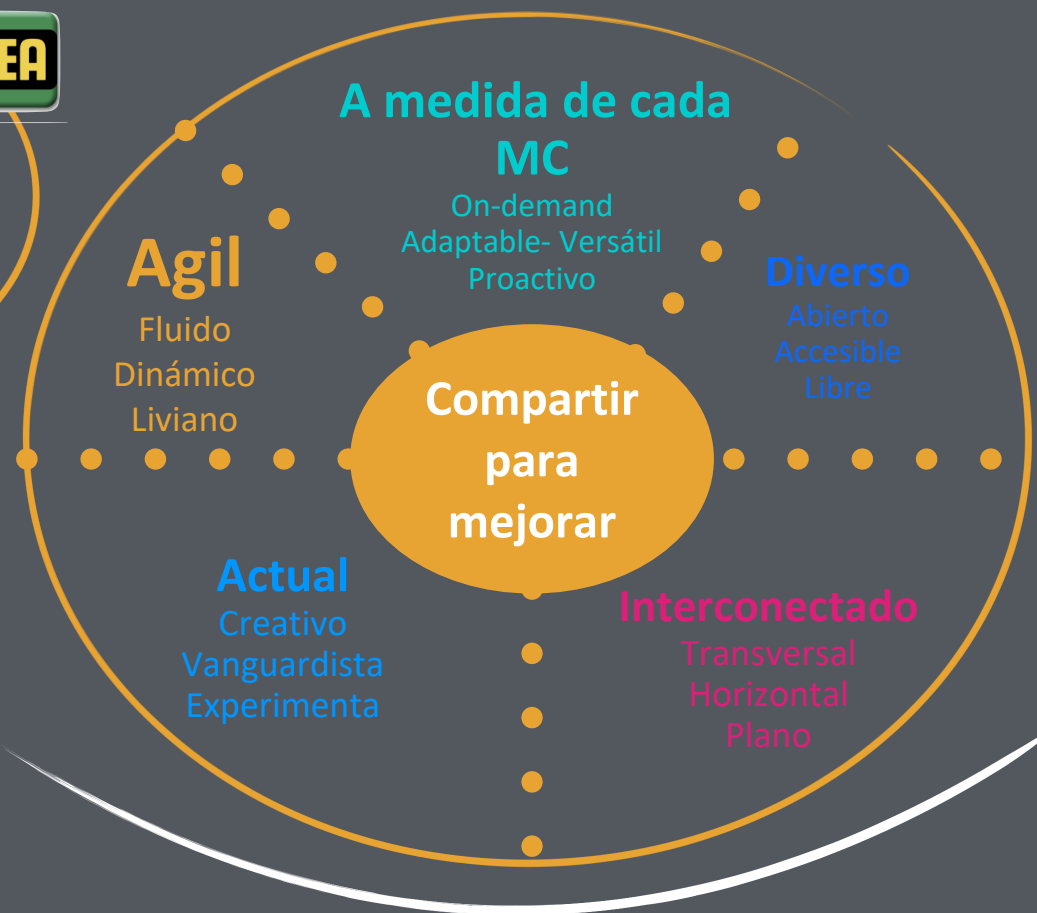 EA
A medida de cada
MC
On-demand
Adaptable- Versátil
Proactivo
Agil
Fluido
Dinámico
Liviano
Diverso
Abierto
Accesible
Libre
Compartir
para
mejorar
Actual
Creativo
Vanguardista
Experimenta
Interconectado
Transversal
Horizontal
Plano